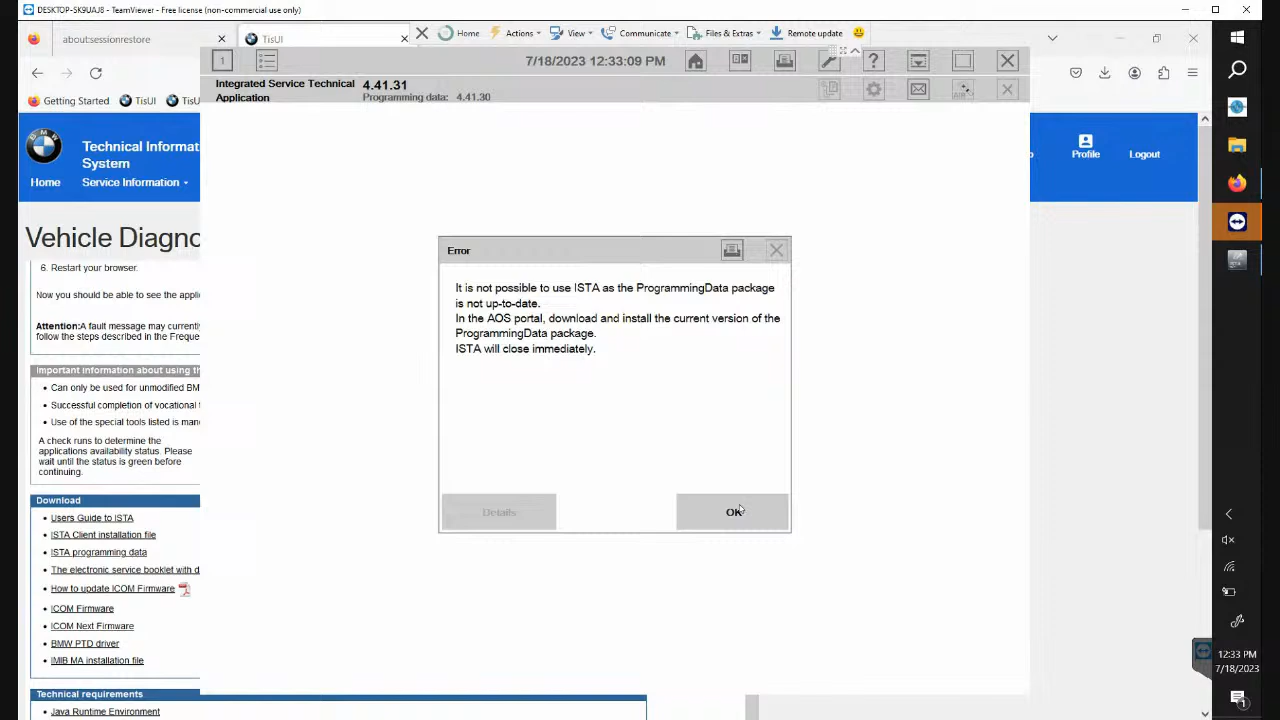 DESKTOP-SK9UAJ8 - TeamViewer - Free license (non-commercial use only)
about:sessionrestore
TisUI
Home
Actions
View
Communicate
Files & Extras
Remote update
1
7/18/2023 12:33:09 PM
Getting Started
TisUI
TisU
Integrated Service Technical
Application
4.41.31
Programming data: 4.41.30
AIR
Technical Informat
System
Home
Service Information
Profile
Logout
Vehicle Diagno
6. Restart your browser.
Now you should be able to see the appli
Attention:A fault message may currently
follow the steps described in the Freque
Important information about using th
Can only be used for unmodified BM
Successful completion of vocational t
Use of the special tools listed is man
A check runs to determine the
applications availability status. Please
wait until the status is green before
continuing.
Download
Users Guide to ISTA
ISTA Client installation file
ISTA programming data
The electronic service booklet with d
How to update ICOM Firmware
ICOM Firmware
ICOM Next Firmware
BMW PTD driver
IMIB MA installation file
Technical requirements
Java Runtime Environment
Error
It is not possible to use ISTA as the ProgrammingData package
is not up-to-date.
In the AOS portal, download and install the current version of the
ProgrammingData package.
ISTA will close immediately.
Details
OK
12:33 PM
7/18/2023
1